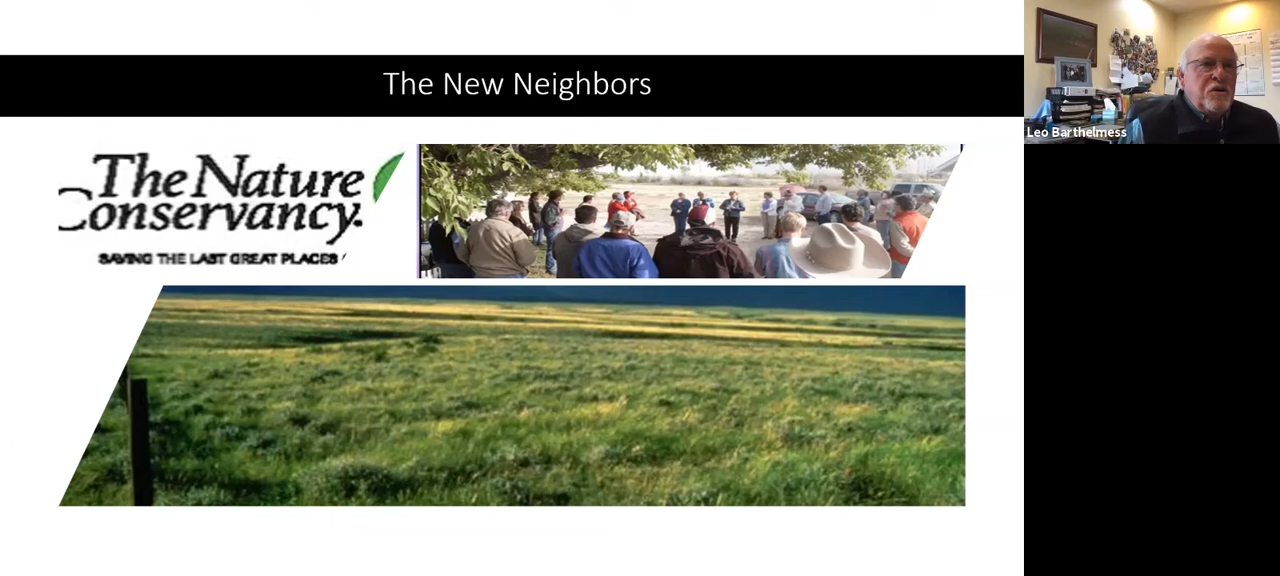 The New Neighbors
The Nature
Conservancy.
SAVING THE LAST GREAT PLACES
Leo Barthelmess